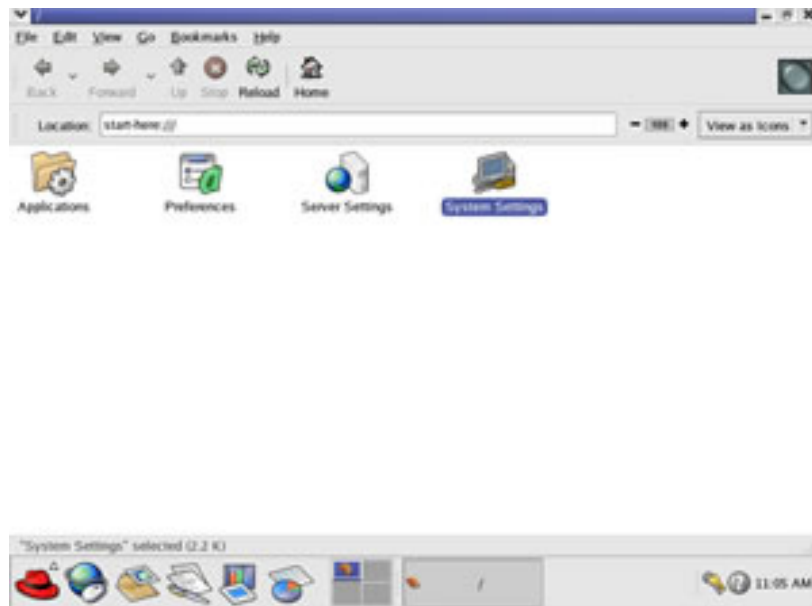 /
File Edit View Go Bookmarks Help
Back Forward Up Stop Reload Home
Location: start-here:///
View as Icons
Applications Preferences Server Settings System Settings
"System Settings" selected (2.2 K)
/
11:05 AM